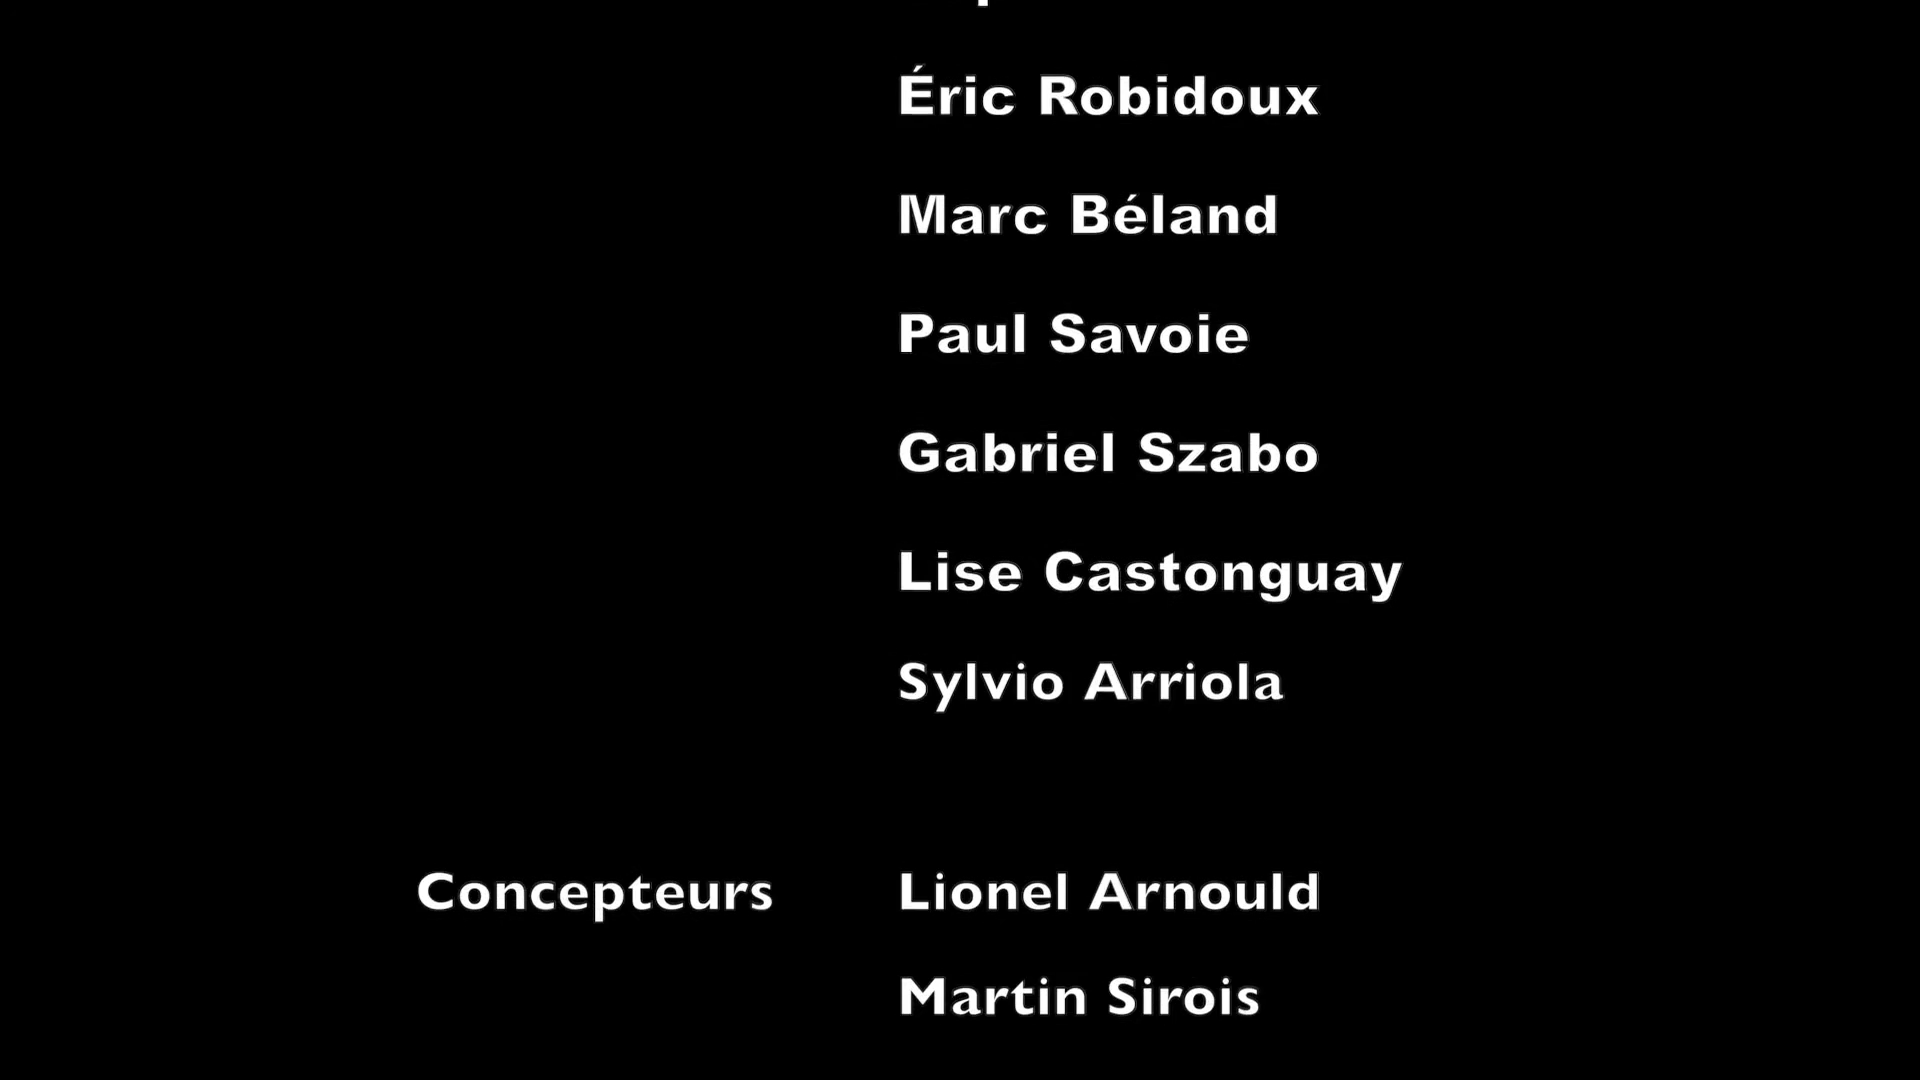 Éric Robidoux
Marc Béland
Paul Savoie
Gabriel Szabo
Lise Castonguay
Sylvio Arriola
Concepteurs Lionel Arnould
Martin Sirois